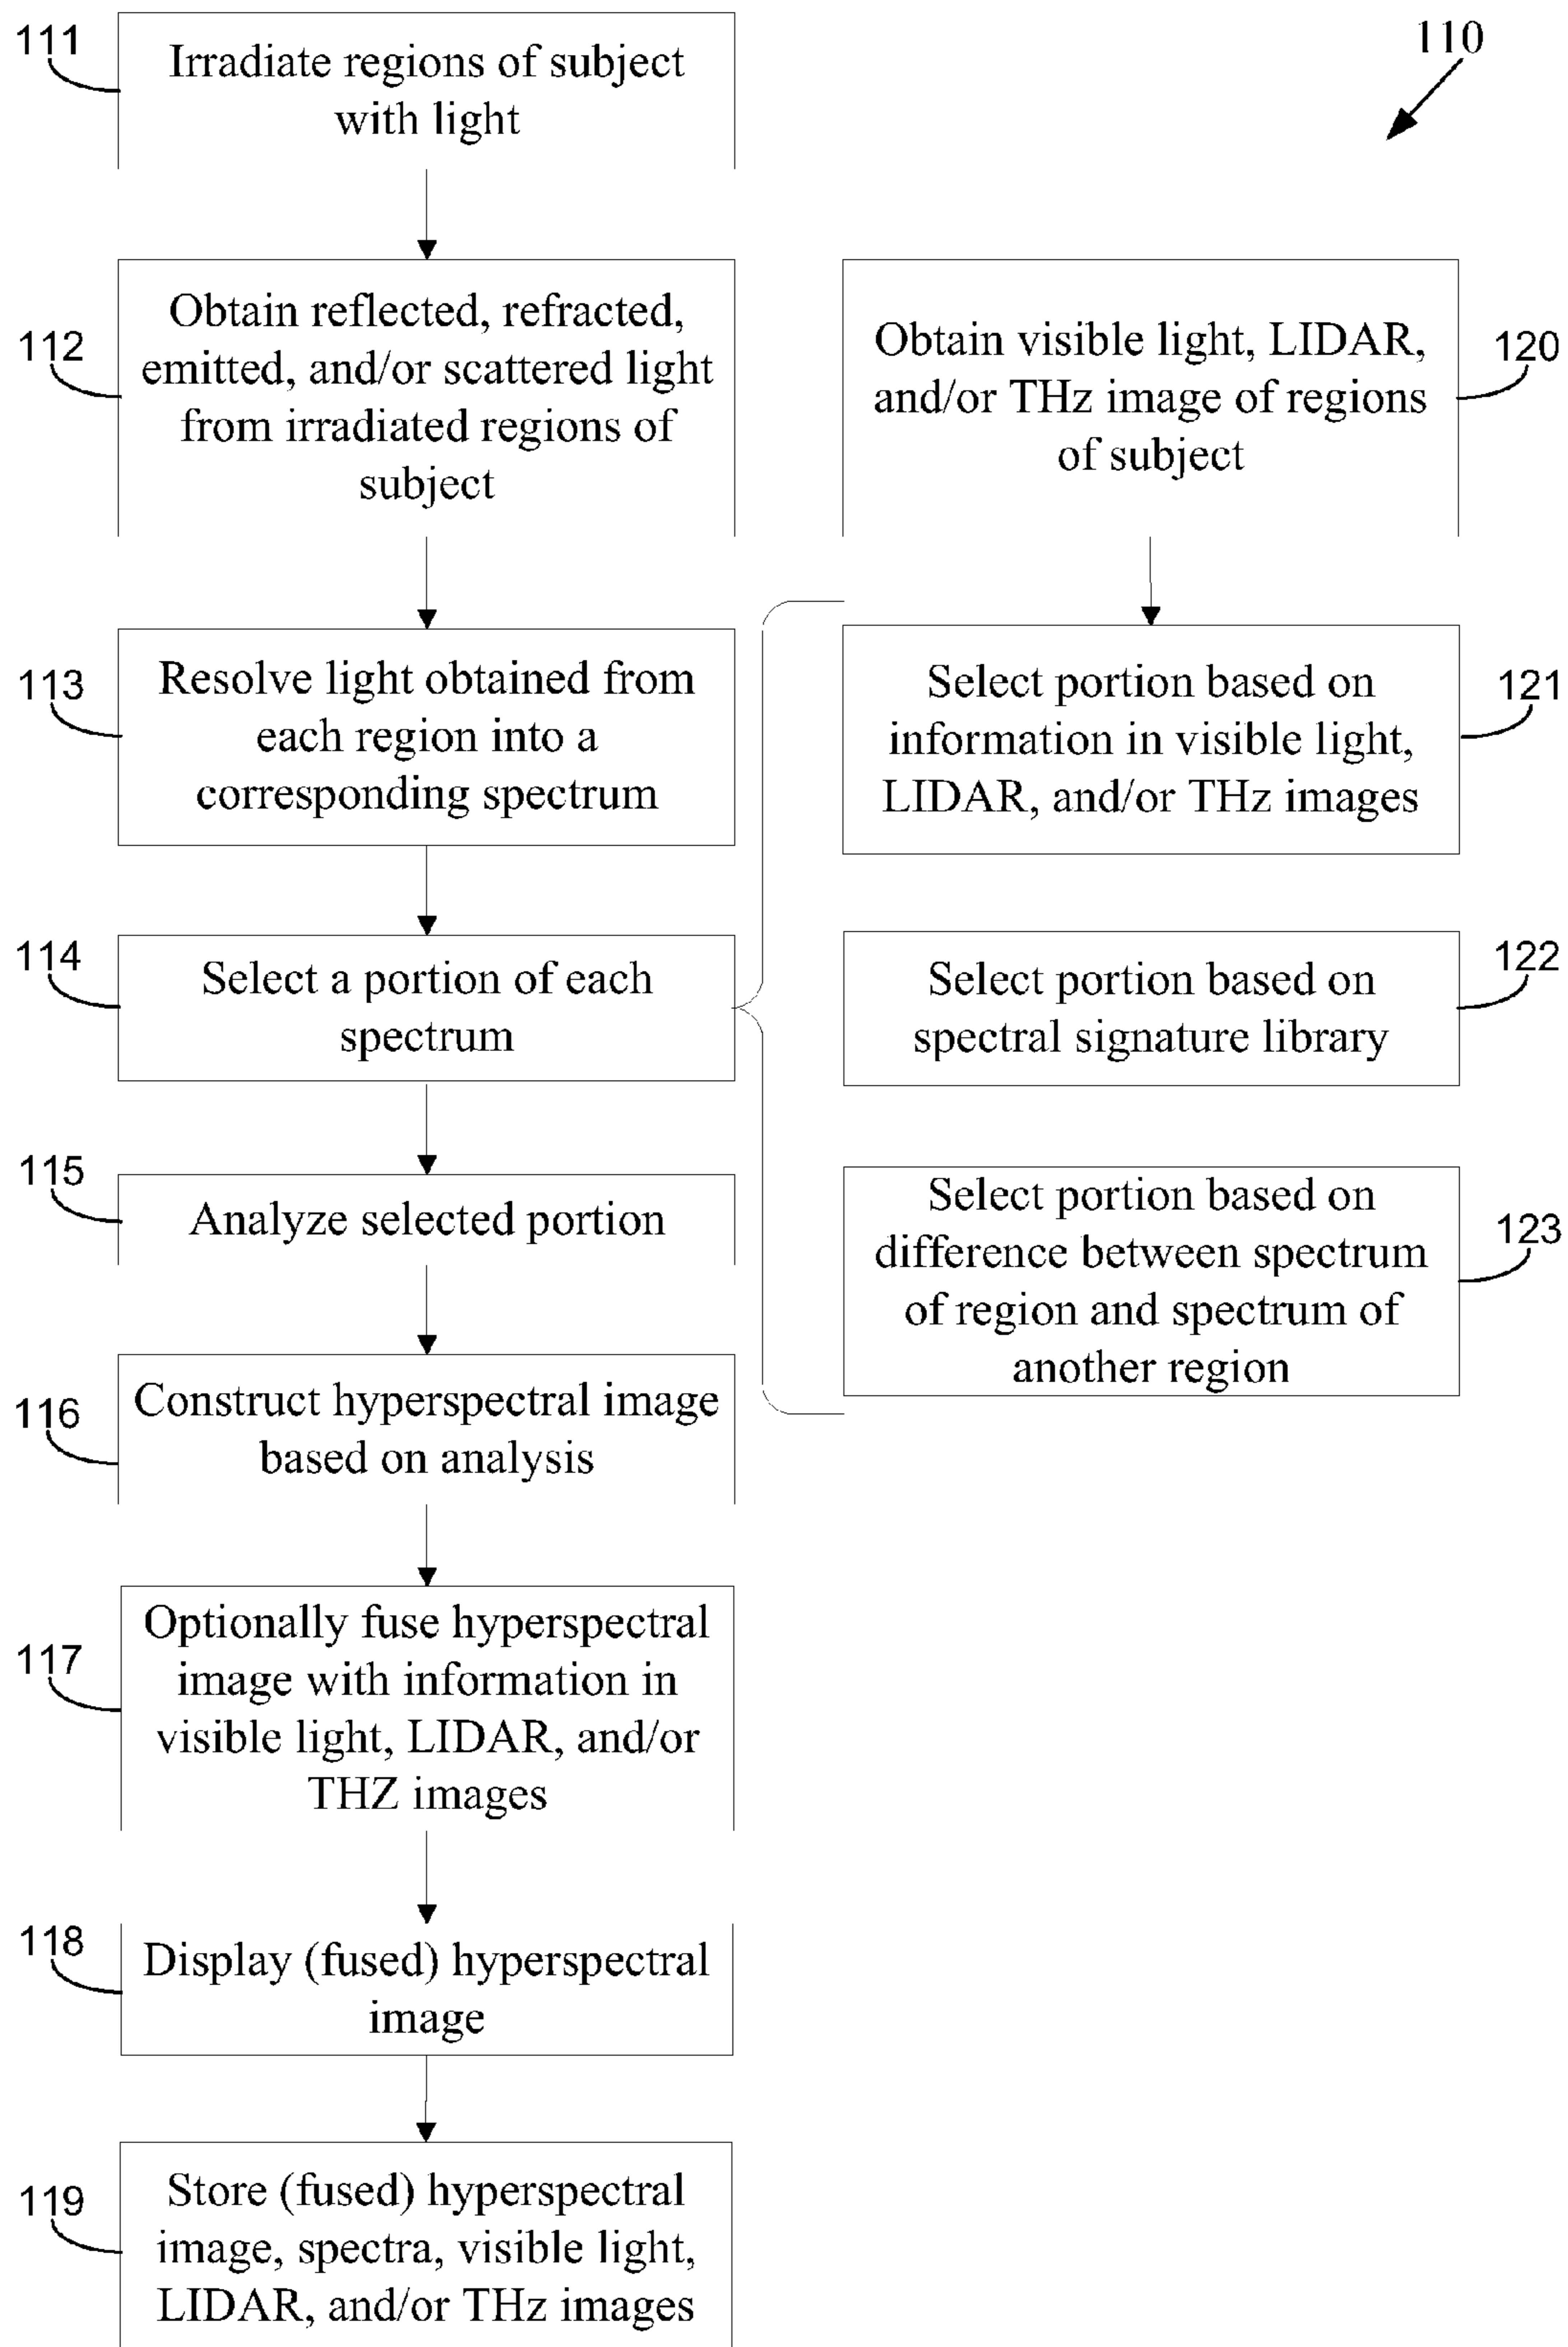 110
111
Irradiate regions of subject
with light
112
Obtain reflected, refracted,
emitted, and/or scattered light
from irradiated regions of
subject
113
Resolve light obtained from
each region into a
corresponding spectrum
114
Select a portion of each
spectrum
115
Analyze selected portion
116
Construct hyperspectral image
based on analysis
117
Optionally fuse hyperspectral
image with information in
visible light, LIDAR, and/or
THZ images
118
Display (fused) hyperspectral
image
119
Store (fused) hyperspectral
image, spectra, visible light,
LIDAR, and/or THz images
Obtain visible light, LIDAR,
and/or THz image of regions
of subject
120
Select portion based on
information in visible light,
LIDAR, and/or THz images
121
Select portion based on
spectral signature library
122
Select portion based on
difference between spectrum
of region and spectrum of
another region
123